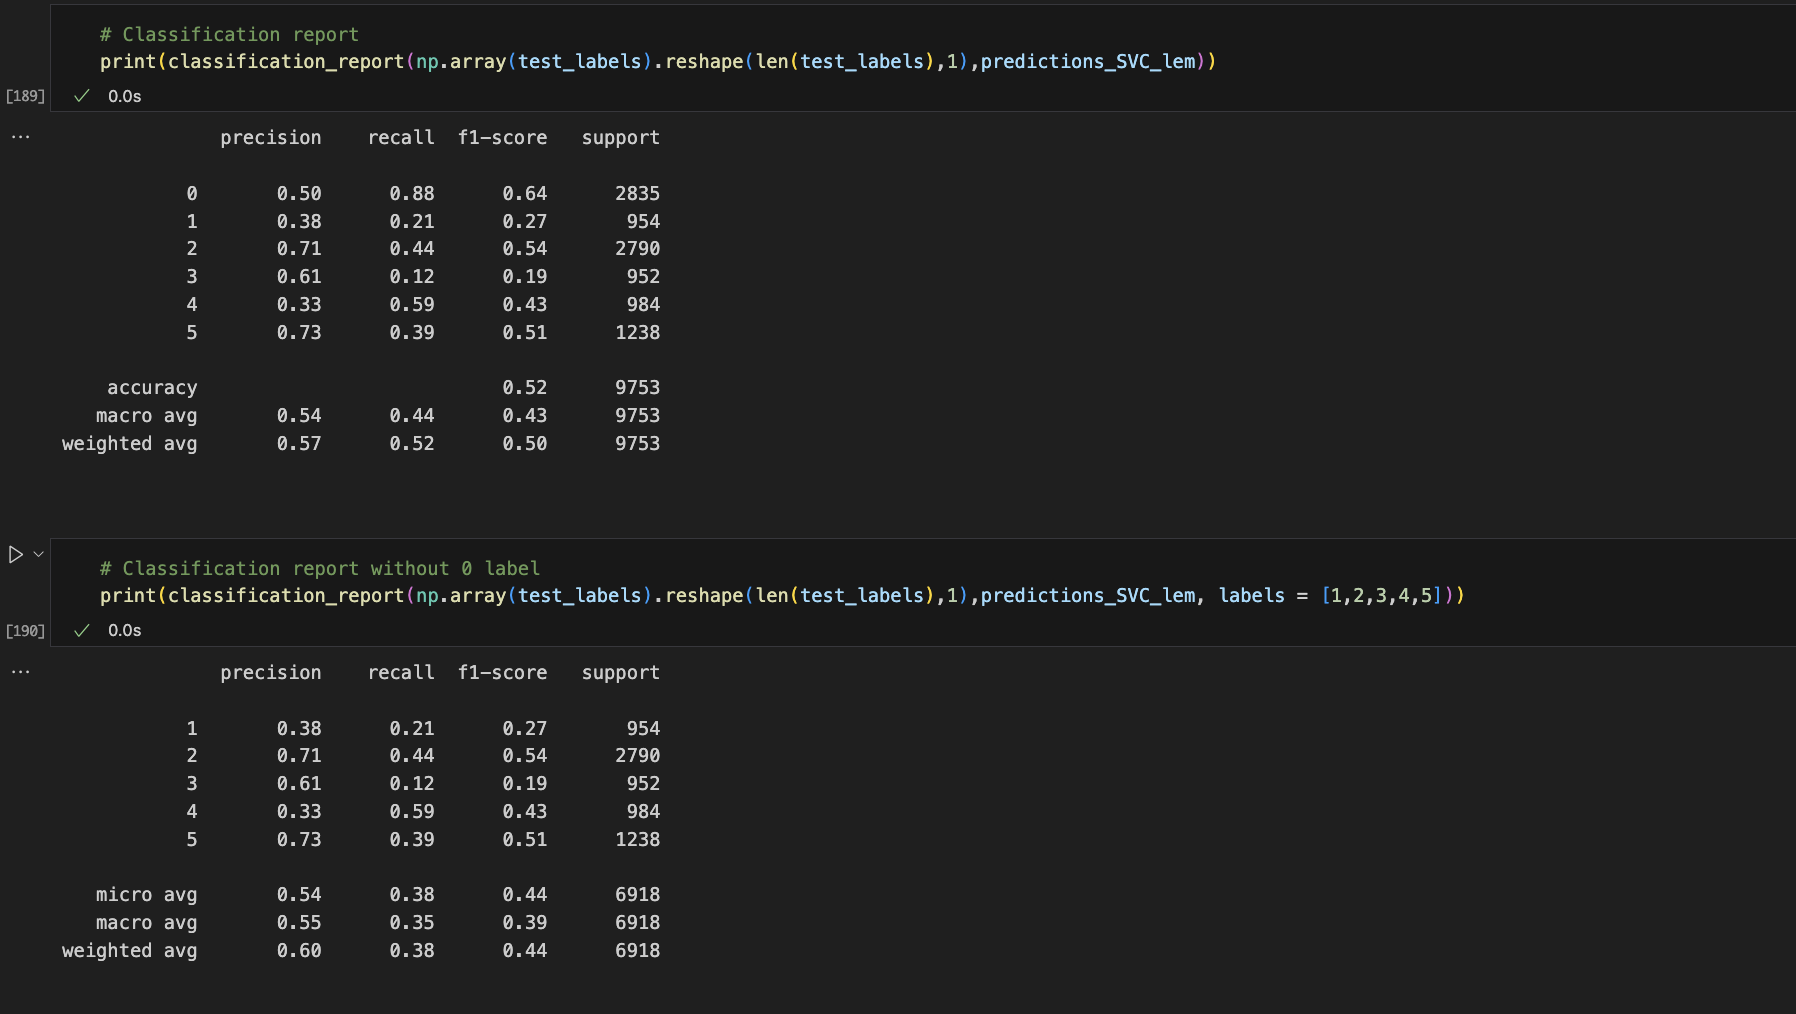 # Classification report
print(classification_report(np.array(test_labels).reshape(len(test_labels),1),predictions_SVC_lem))
[189] ✓ 0.0s
... precision recall f1-score support
0 0.50 0.88 0.64 2835
1 0.38 0.21 0.27 954
2 0.71 0.44 0.54 2790
3 0.61 0.12 0.19 952
4 0.33 0.59 0.43 984
5 0.73 0.39 0.51 1238
accuracy 0.52 9753
macro avg 0.54 0.44 0.43 9753
weighted avg 0.57 0.52 0.50 9753
# Classification report without 0 label
print(classification_report(np.array(test_labels).reshape(len(test_labels),1),predictions_SVC_lem, labels = [1,2,3,4,5]))
[190] ✓ 0.0s
... precision recall f1-score support
1 0.38 0.21 0.27 954
2 0.71 0.44 0.54 2790
3 0.61 0.12 0.19 952
4 0.33 0.59 0.43 984
5 0.73 0.39 0.51 1238
micro avg 0.54 0.38 0.44 6918
macro avg 0.55 0.35 0.39 6918
weighted avg 0.60 0.38 0.44 6918